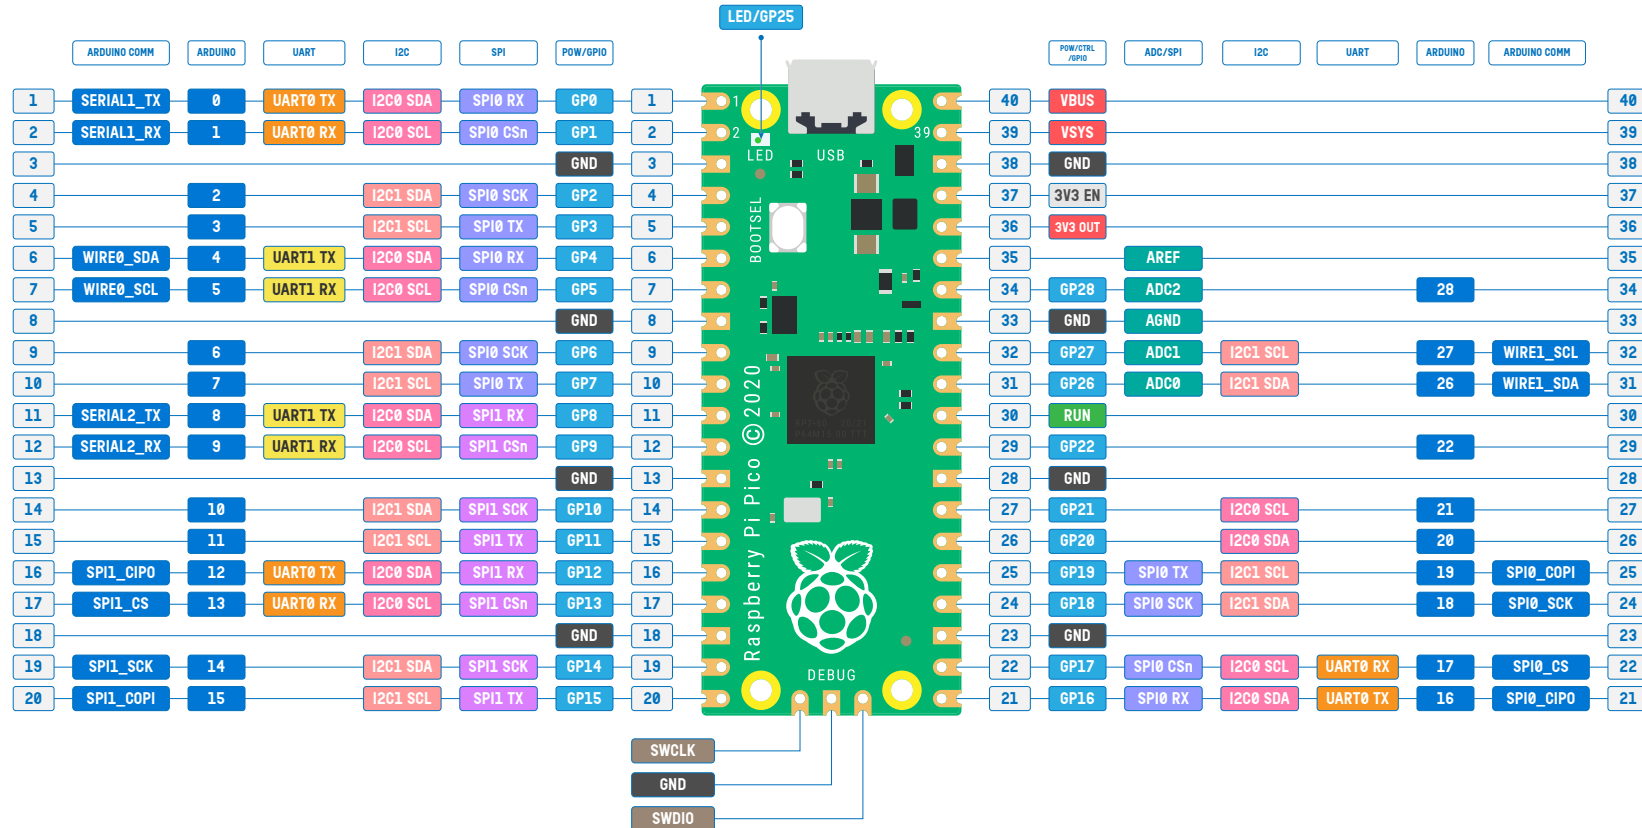 LED/GP25
ARDUINO COMM ARDUINO UART I2C SPI POW/GPIO POW/CTRL /GPIO ADC/SPI I2C UART ARDUINO ARDUINO COMM
1 SERIAL1_TX 0 UART0 TX I2C0 SDA SPI0 RX GP0 1 1 40 VBUS 40
2 SERIAL1_RX 1 UART0 RX I2C0 SCL SPI0 CSn GP1 2 2 39 39 VSYS 39
LED USB
3 GND 3 38 GND 38
4 2 I2C1 SDA SPI0 SCK GP2 4 37 3V3 EN 37
5 3 I2C1 SCL SPI0 TX GP3 5 BOOTSEL 36 3V3 OUT 36
6 WIRE0_SDA 4 UART1 TX I2C0 SDA SPI0 RX GP4 6 35 AREF 35
7 WIRE0_SCL 5 UART1 RX I2C0 SCL SPI0 CSn GP5 7 34 GP28 ADC2 28 34
8 GND 8 33 GND AGND 33
9 6 I2C1 SDA SPI0 SCK GP6 9 32 GP27 ADC1 I2C1 SCL 27 WIRE1_SCL 32
10 7 I2C1 SCL SPI0 TX GP7 10 31 GP26 ADC0 I2C1 SDA 26 WIRE1_SDA 31
11 SERIAL2_TX 8 UART1 TX I2C0 SDA SPI1 RX GP8 11 30 RUN 30
12 SERIAL2_RX 9 UART1 RX I2C0 SCL SPI1 CSn GP9 12 29 GP22 22 29
13 GND 13 28 GND 28
14 10 I2C1 SDA SPI1 SCK GP10 14 27 GP21 I2C0 SCL 21 27
15 11 I2C1 SCL SPI1 TX GP11 15 26 GP20 I2C0 SDA 20 26
16 SPI1_CIPO 12 UART0 TX I2C0 SDA SPI1 RX GP12 16 25 GP19 SPI0 TX I2C1 SCL 19 SPI0_COPI 25
17 SPI1_CS 13 UART0 RX I2C0 SCL SPI1 CSn GP13 17 24 GP18 SPI0 SCK I2C1 SDA 18 SPI0_SCK 24
18 GND 18 23 GND 23
Raspberry Pi Pico ©2020
19 SPI1_SCK 14 I2C1 SDA SPI1 SCK GP14 19 22 GP17 SPI0 CSn I2C0 SCL UART0 RX 17 SPI0_CS 22
DEBUG
20 SPI1_COPI 15 I2C1 SCL SPI1 TX GP15 20 21 GP16 SPI0 RX I2C0 SDA UART0 TX 16 SPI0_CIPO 21
SWCLK
GND
SWDIO